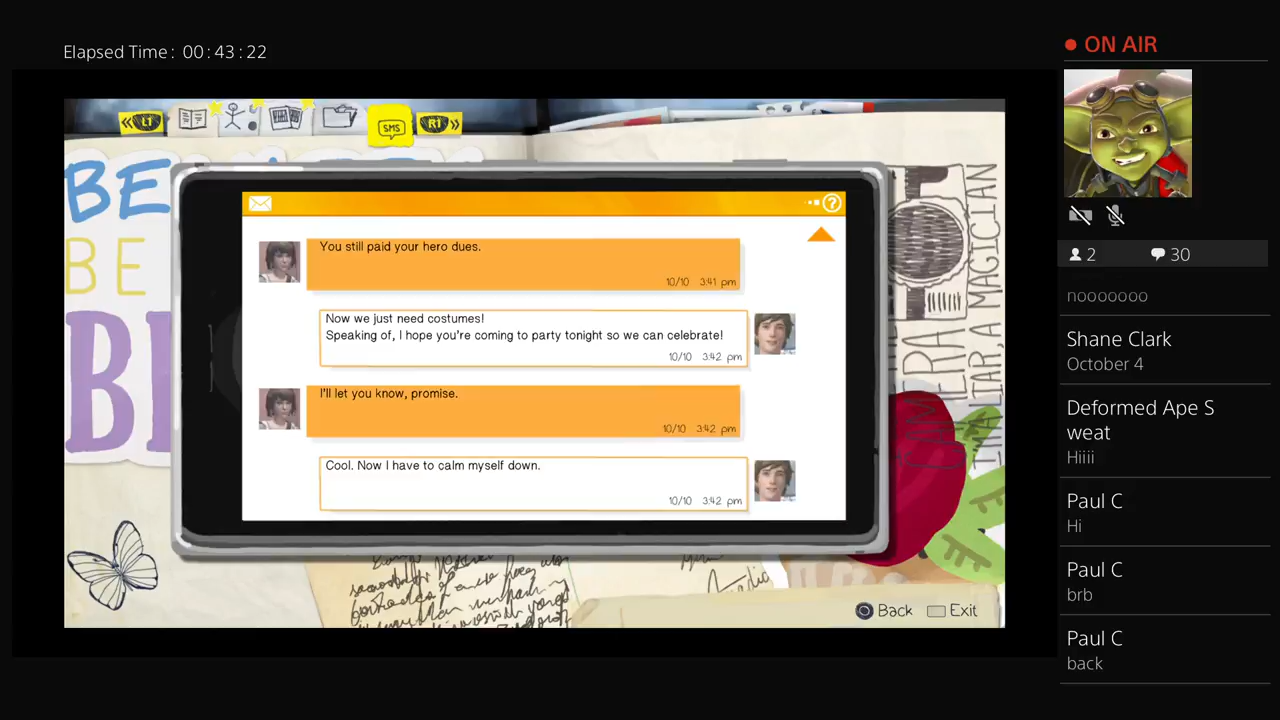 Elapsed Time: 00:43:22
ON AIR
L1
SMS
R1
BE
BE
You still paid your hero dues.
10/10 3:41 pm
Now we just need costumes!
Speaking of, I hope you're coming to party tonight so we can celebrate!
10/10 3:42 pm
I'll let you know, promise.
10/10 3:42 pm
Cool. Now I have to calm myself down.
10/10 3:42 pm
Back
Exit
2
30
nooooooo
Shane Clark
October 4
Deformed Ape S
weat
Hiiii
Paul C
Hi
Paul C
brb
Paul C
back